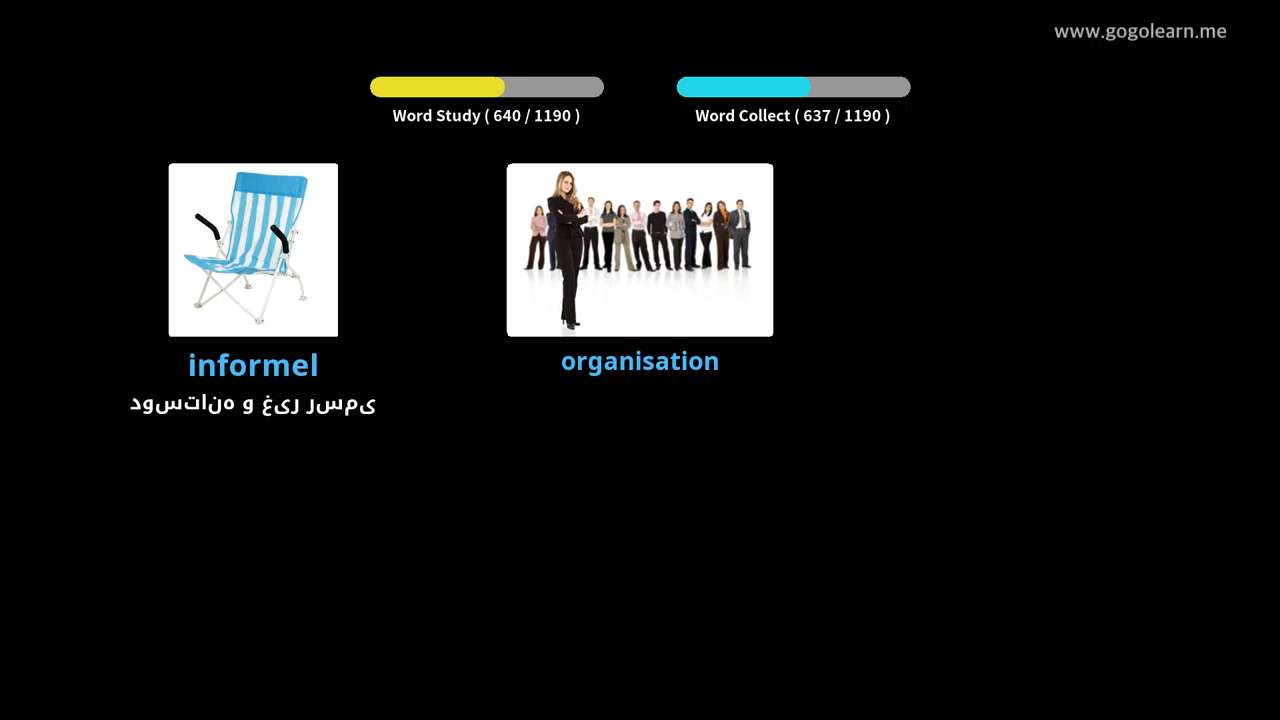 www.gogolearn.me
Word Study ( 640 / 1190 )
Word Collect ( 637 / 1190 )
informel
دوستانه و غیر رسمی
organisation